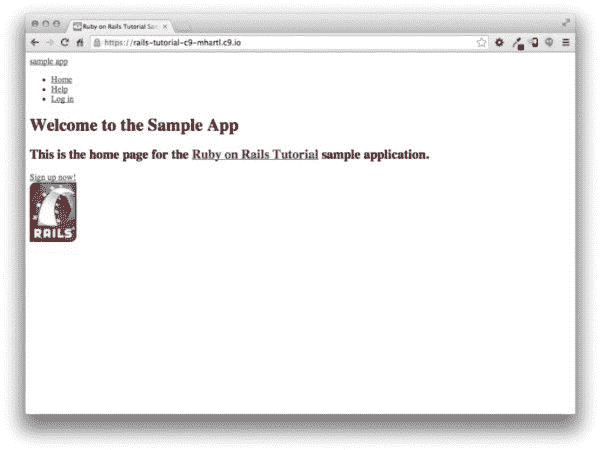 Ruby on Rails Tutorial Sam
https://rails-tutorial-c9-mhartl.c9.io
sample app
Home
Help
Log in
Welcome to the Sample App
This is the home page for the Ruby on Rails Tutorial sample application.
Sign up now!
RAILS